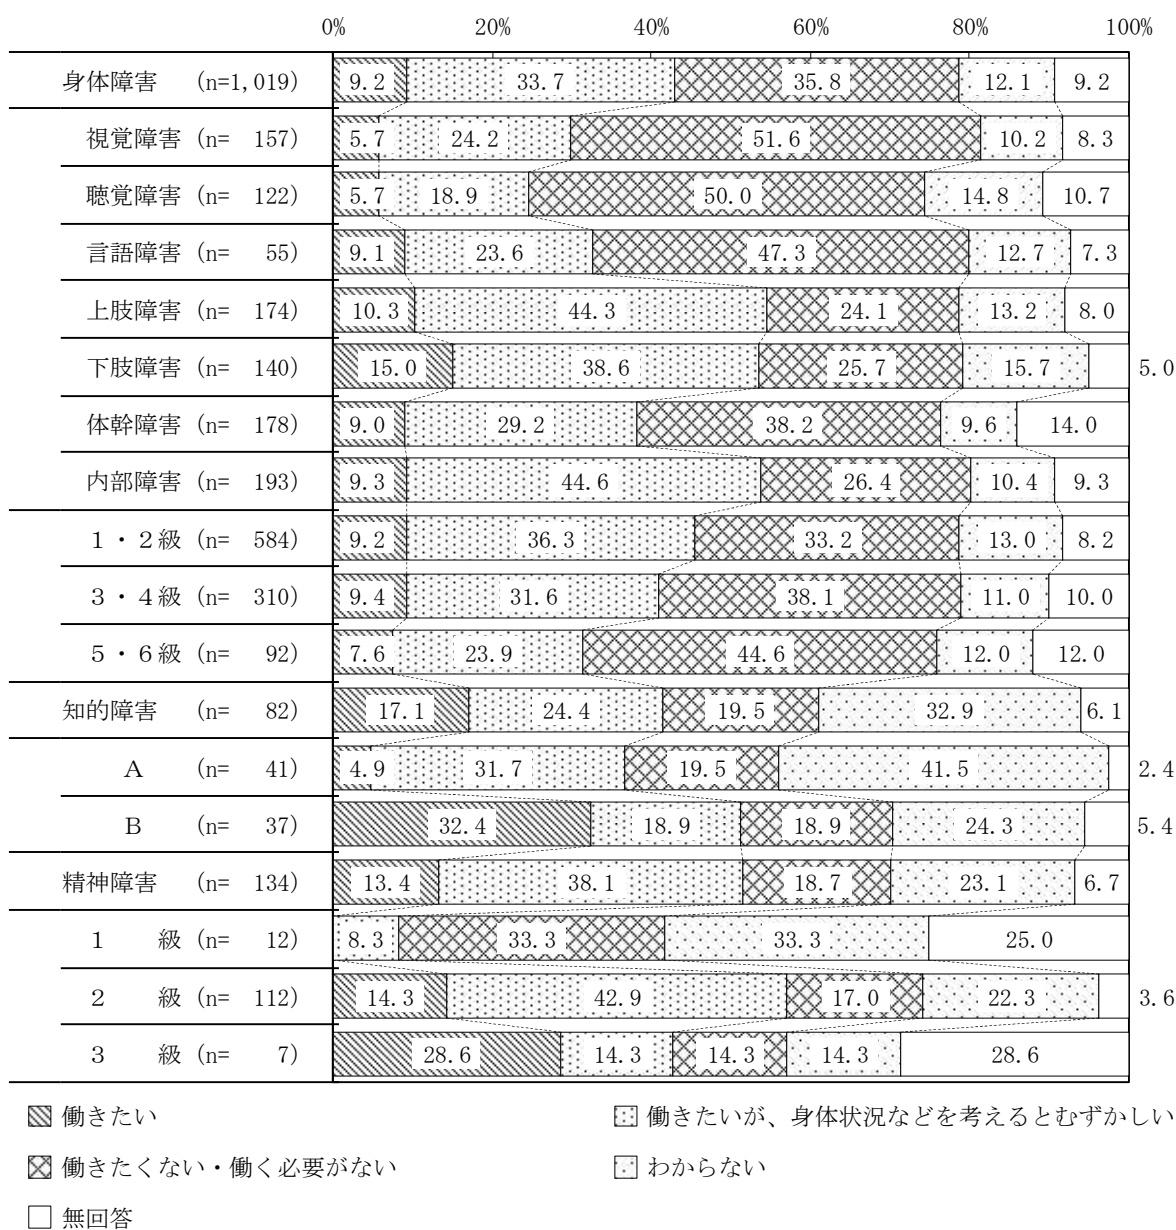 0% 20% 40% 60% 80% 100%
身体障害 (n=1,019) 9.2 33.7 35.8 12.1 9.2
視覚障害 (n= 157) 5.7 24.2 51.6 10.2 8.3
聴覚障害 (n= 122) 5.7 18.9 50.0 14.8 10.7
言語障害 (n= 55) 9.1 23.6 47.3 12.7 7.3
上肢障害 (n= 174) 10.3 44.3 24.1 13.2 8.0
下肢障害 (n= 140) 15.0 38.6 25.7 15.7 5.0
体幹障害 (n= 178) 9.0 29.2 38.2 9.6 14.0
内部障害 (n= 193) 9.3 44.6 26.4 10.4 9.3
１・２級 (n= 584) 9.2 36.3 33.2 13.0 8.2
３・４級 (n= 310) 9.4 31.6 38.1 11.0 10.0
５・６級 (n= 92) 7.6 23.9 44.6 12.0 12.0
知的障害 (n= 82) 17.1 24.4 19.5 32.9 6.1
Ａ (n= 41) 4.9 31.7 19.5 41.5 2.4
Ｂ (n= 37) 32.4 18.9 18.9 24.3 5.4
精神障害 (n= 134) 13.4 38.1 18.7 23.1 6.7
１ 級 (n= 12) 8.3 33.3 33.3 25.0
２ 級 (n= 112) 14.3 42.9 17.0 22.3 3.6
３ 級 (n= 7) 28.6 14.3 14.3 14.3 28.6
働きたい 働きたいが、身体状況などを考えるとむずかしい
働きたくない・働く必要がない わからない
無回答